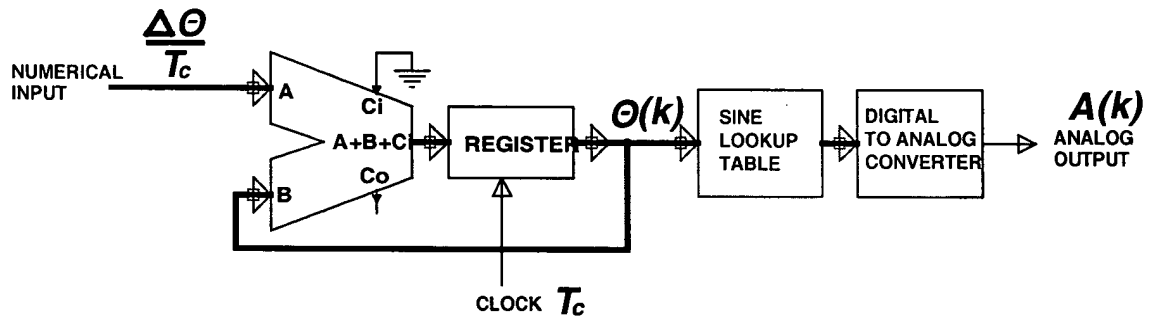 ΔΘ
Tc
NUMERICAL
INPUT
A
Ci
A+B+Ci
Co
B
REGISTER
Θ(k)
SINE
LOOKUP
TABLE
DIGITAL
TO ANALOG
CONVERTER
A(k)
ANALOG
OUTPUT
CLOCK Tc